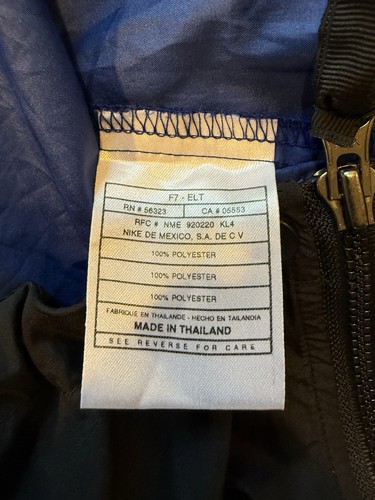 F7 - ELT
RN # 56323 CA # 05553
RFC # NME 920220 KL4
NIKE DE MEXICO, S.A. DE C V
100% POLYESTER
100% POLYESTER
100% POLYESTER
FABRIQUE EN THAILANDE - HECHO EN TAILANDIA
MADE IN THAILAND
SEE REVERSE FOR CARE